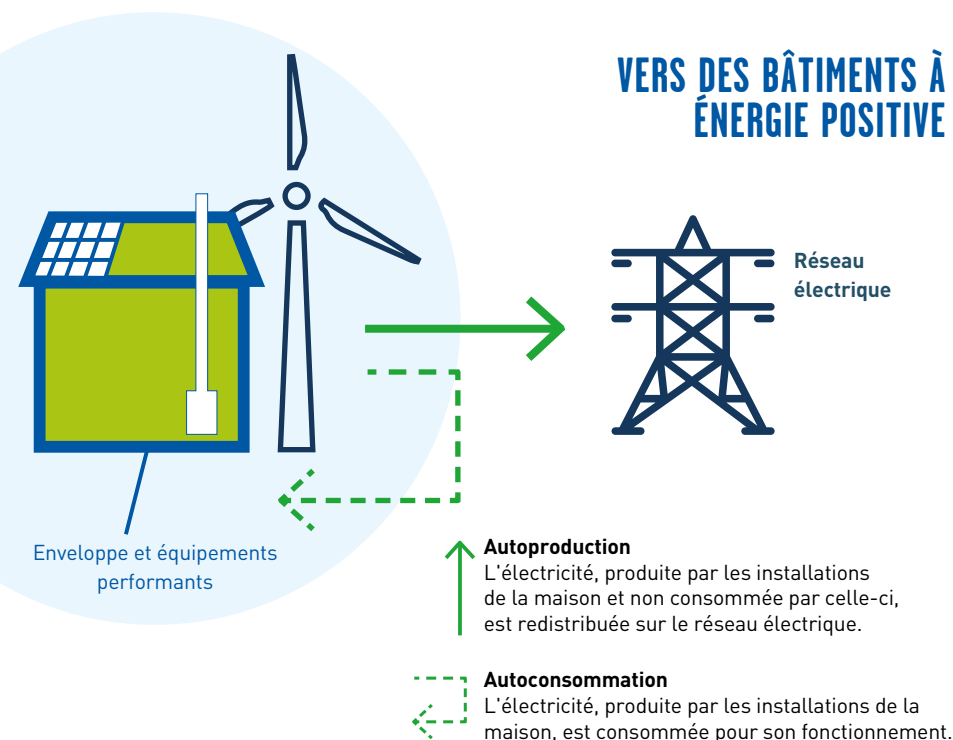 VERS DES BÂTIMENTS À
ÉNERGIE POSITIVE
Réseau
électrique
Enveloppe et équipements
performants
Autoproduction
L'électricité, produite par les installations
de la maison et non consommée par celle-ci,
est redistribuée sur le réseau électrique.
Autoconsommation
L'électricité, produite par les installations de la
maison, est consommée pour son fonctionnement.